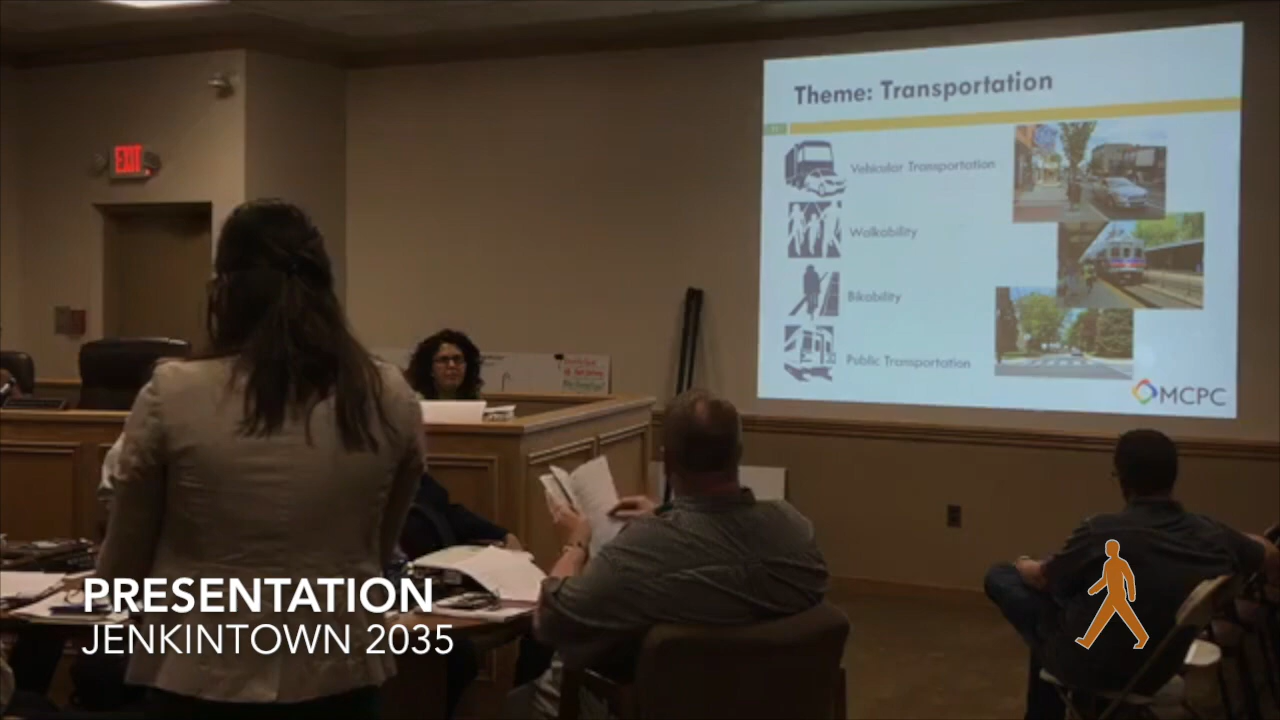 Theme: Transportation
Vehicular Transportation
Walkability
Bikability
Public Transportation
MCPC
EXIT
PRESENTATION
JENKINTOWN 2035